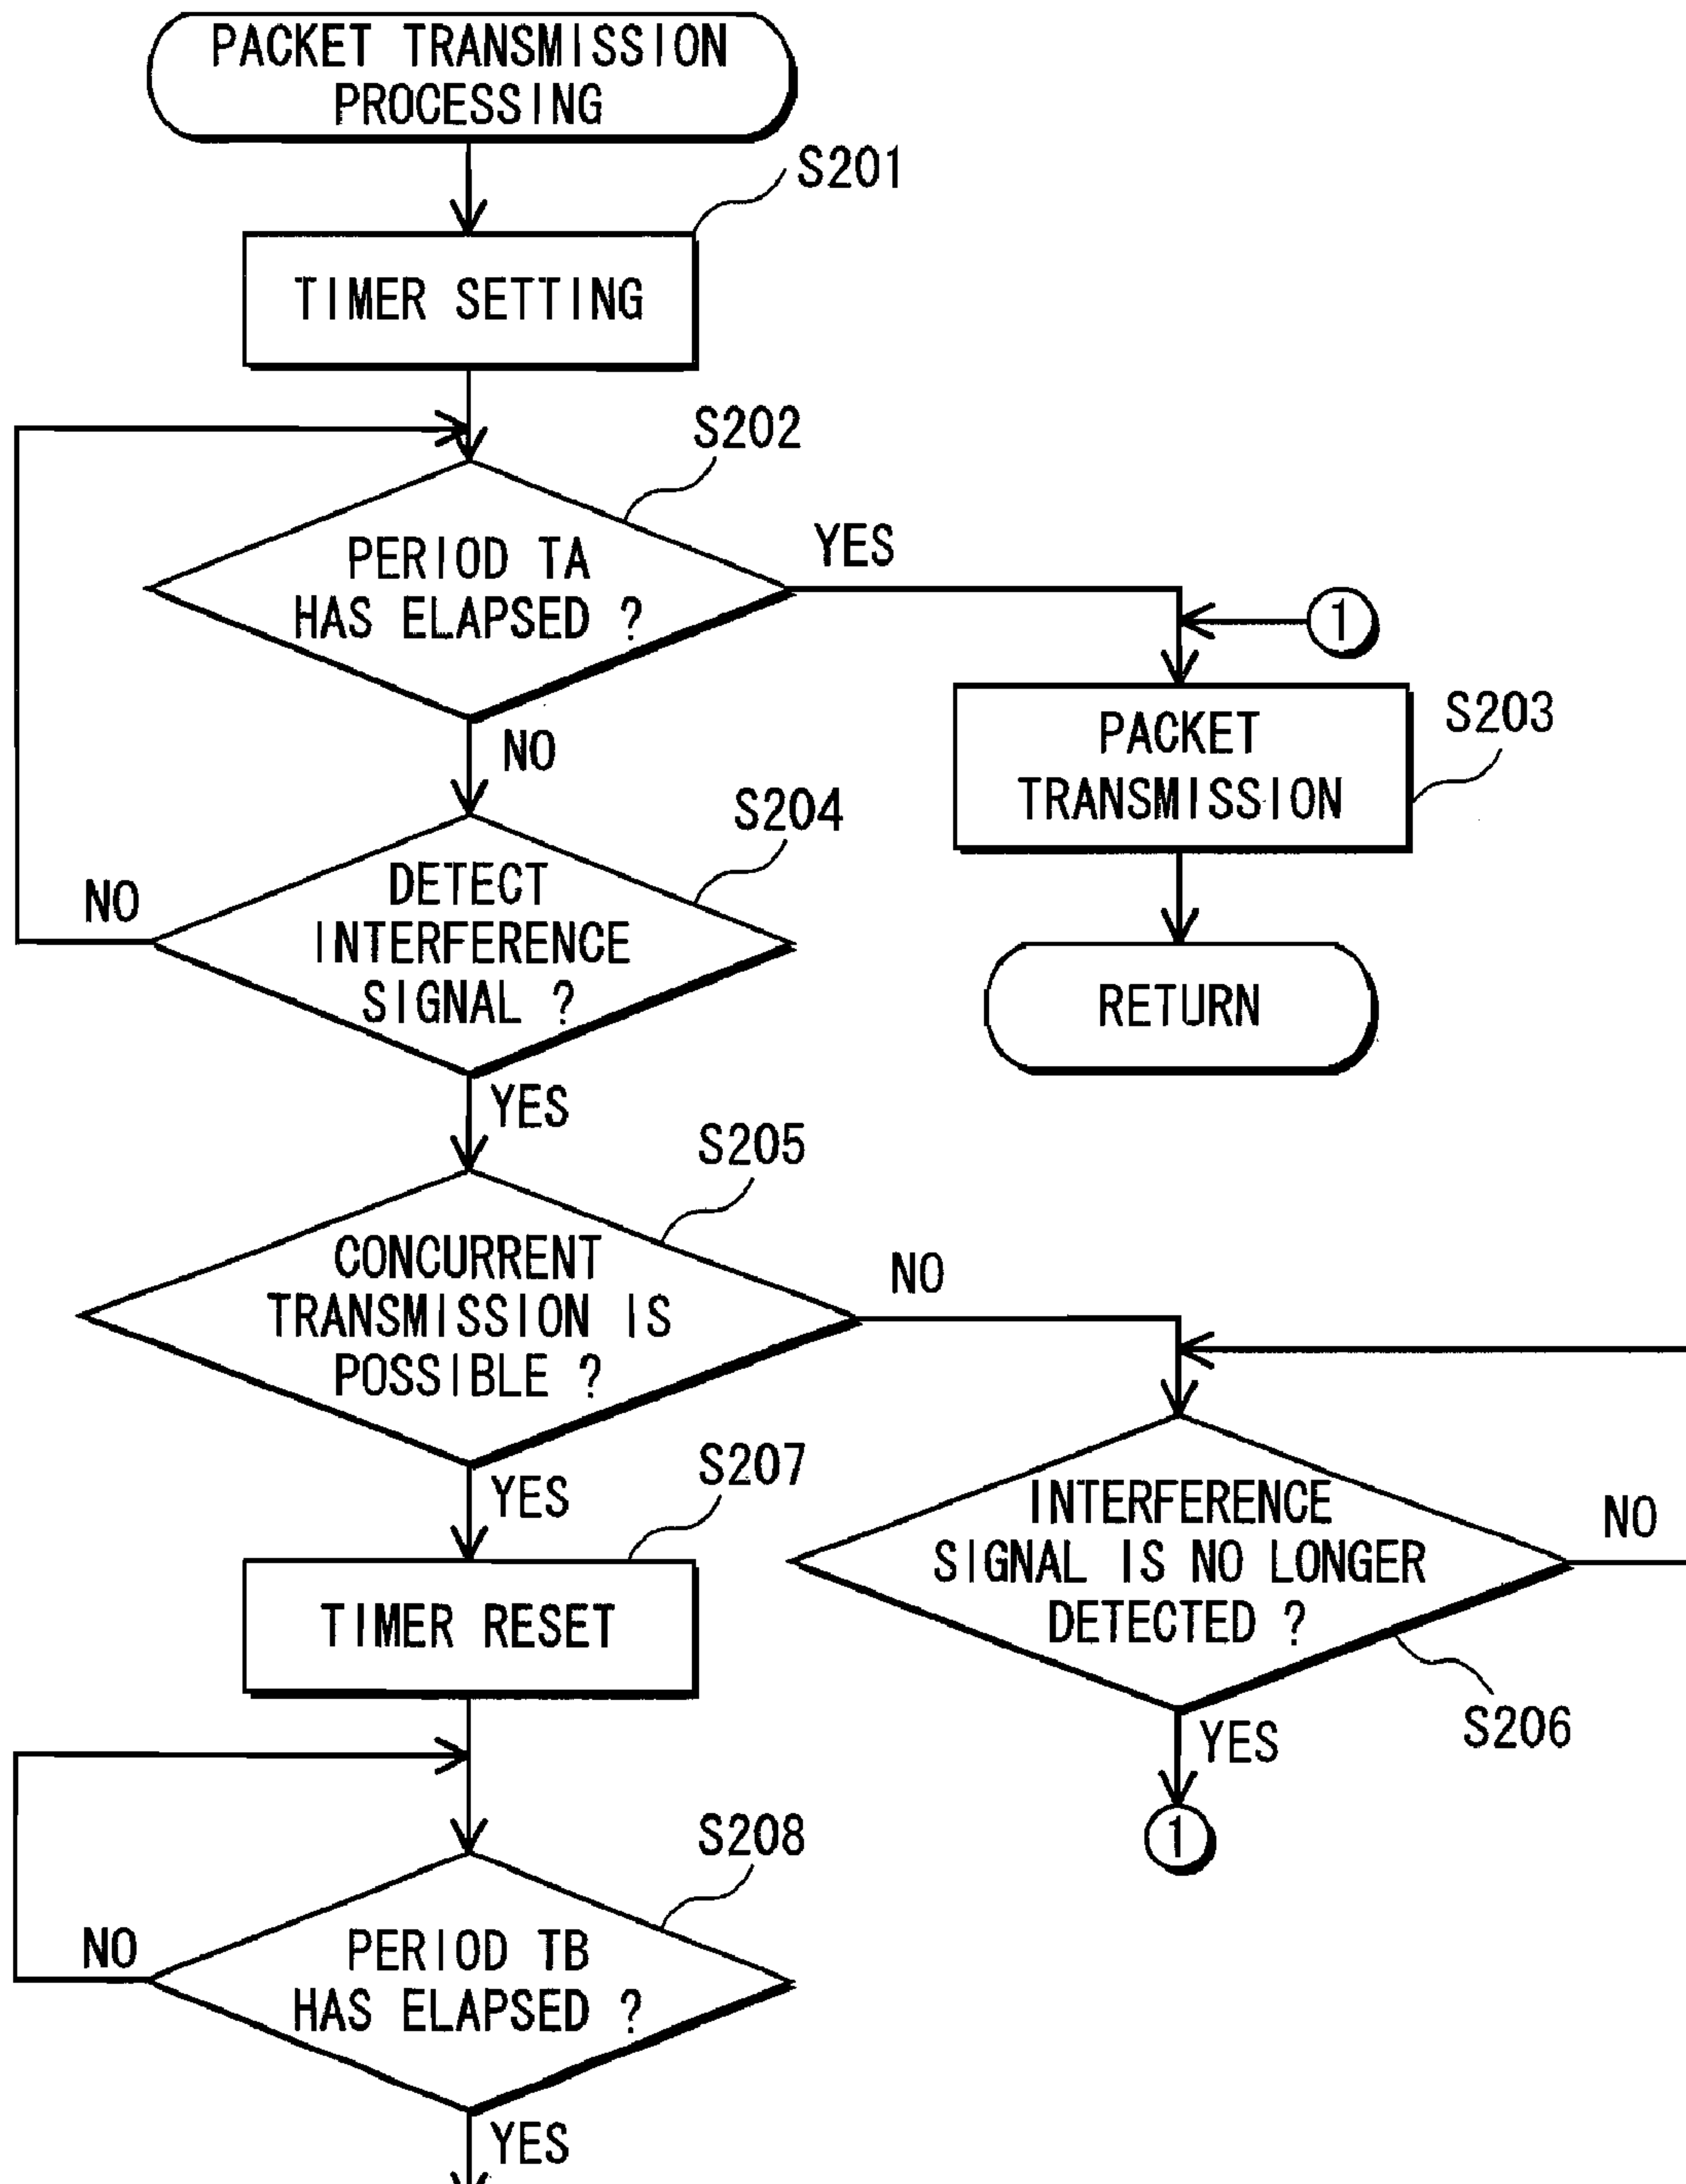 PACKET TRANSMISSION
PROCESSING
S201
TIMER SETTING
S202
PERIOD TA
HAS ELAPSED ?
YES
1
NO
PACKET
TRANSMISSION
S203
S204
DETECT
INTERFERENCE
SIGNAL ?
NO
RETURN
YES
S205
CONCURRENT
TRANSMISSION IS
POSSIBLE ?
NO
S207
YES
INTERFERENCE
SIGNAL IS NO LONGER
DETECTED ?
NO
TIMER RESET
S206
YES
1
S208
PERIOD TB
HAS ELAPSED ?
NO
YES